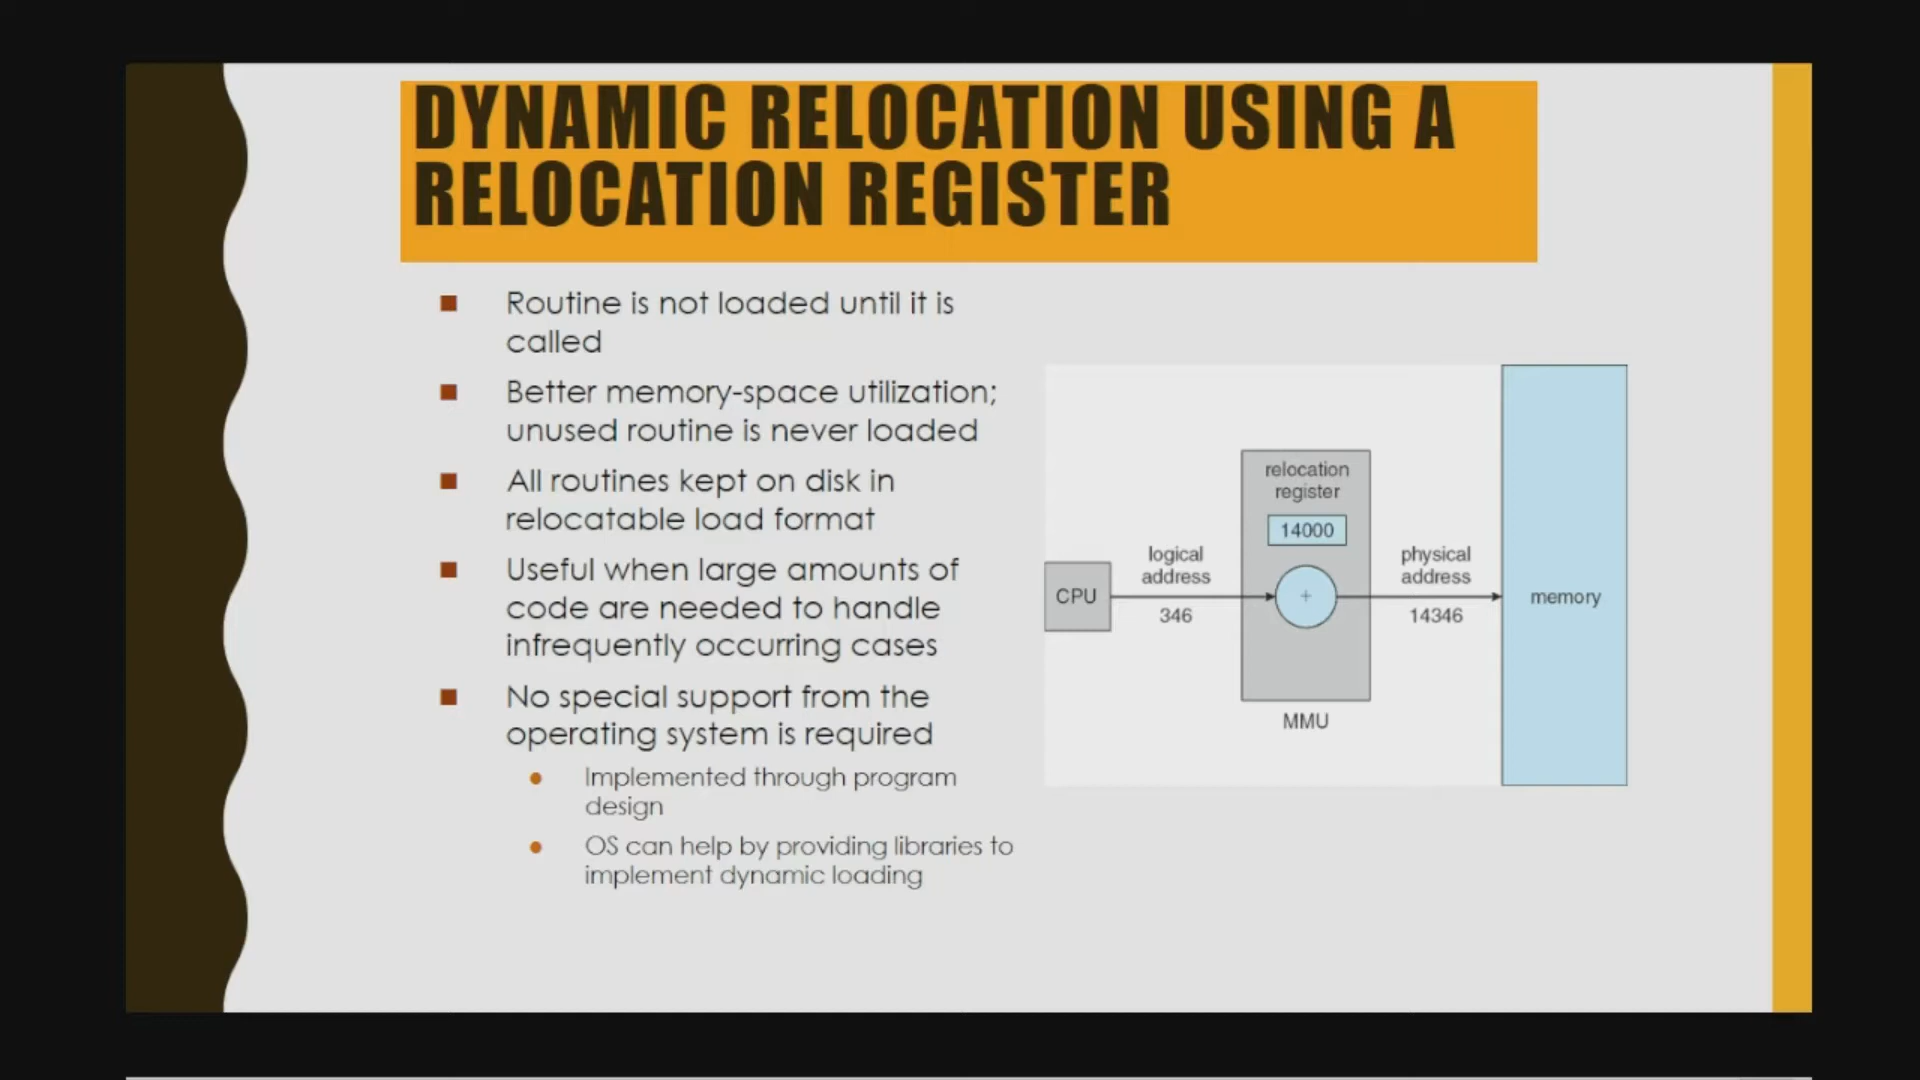 DYNAMIC RELOCATION USING A
RELOCATION REGISTER
Routine is not loaded until it is
called
Better memory-space utilization;
unused routine is never loaded
All routines kept on disk in
relocatable load format
Useful when large amounts of
code are needed to handle
infrequently occurring cases
No special support from the
operating system is required
Implemented through program
design
OS can help by providing libraries to
implement dynamic loading
CPU
logical
address
346
relocation
register
14000
+
MMU
physical
address
14346
memory